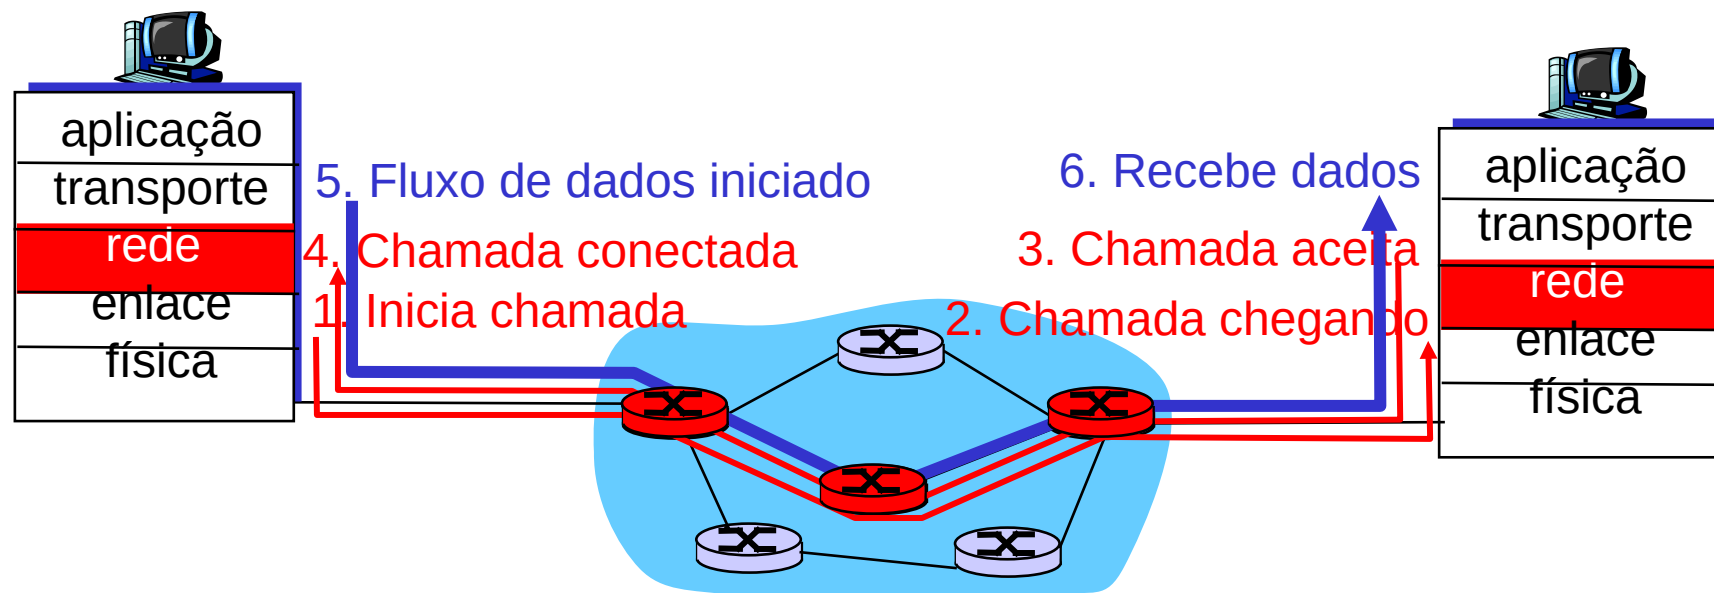 aplicação
transporte
rede
enlace
física
5. Fluxo de dados iniciado
4. Chamada conectada
1. Inicia chamada
6. Recebe dados
3. Chamada aceita
2. Chamada chegando
aplicação
transporte
rede
enlace
física